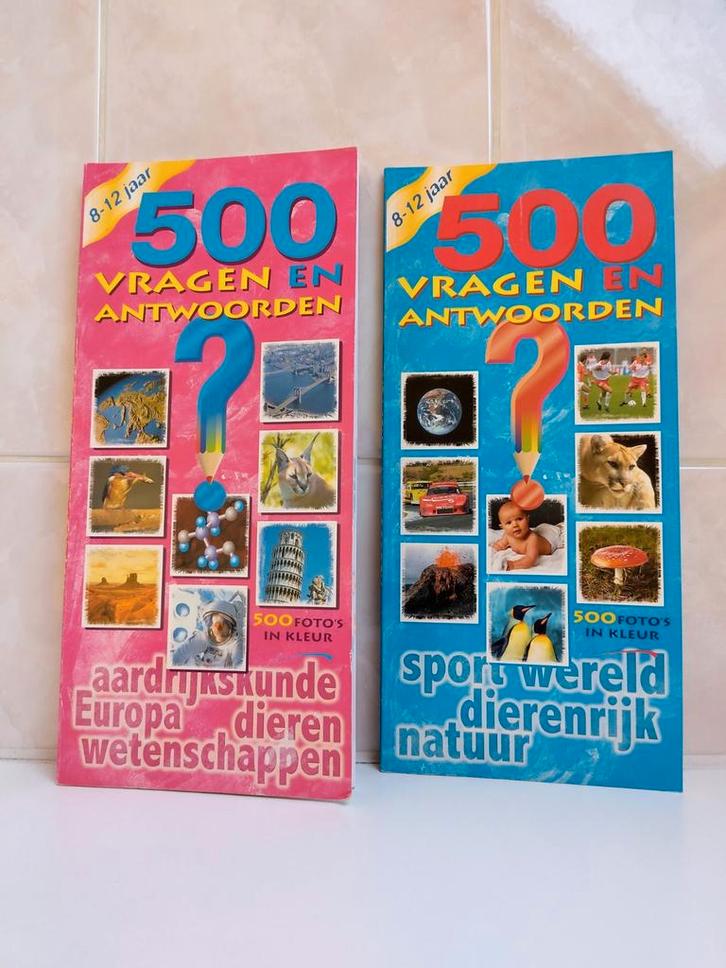 8-12 jaar
500
VRAGEN EN
ANTWOORDEN
500 FOTO'S
IN KLEUR
aardrijkskunde
Europa dieren
wetenschappen
8-12 jaar
500
VRAGEN EN
ANTWOORDEN
500 FOTO'S
IN KLEUR
sport wereld
dierenrijk
natuur